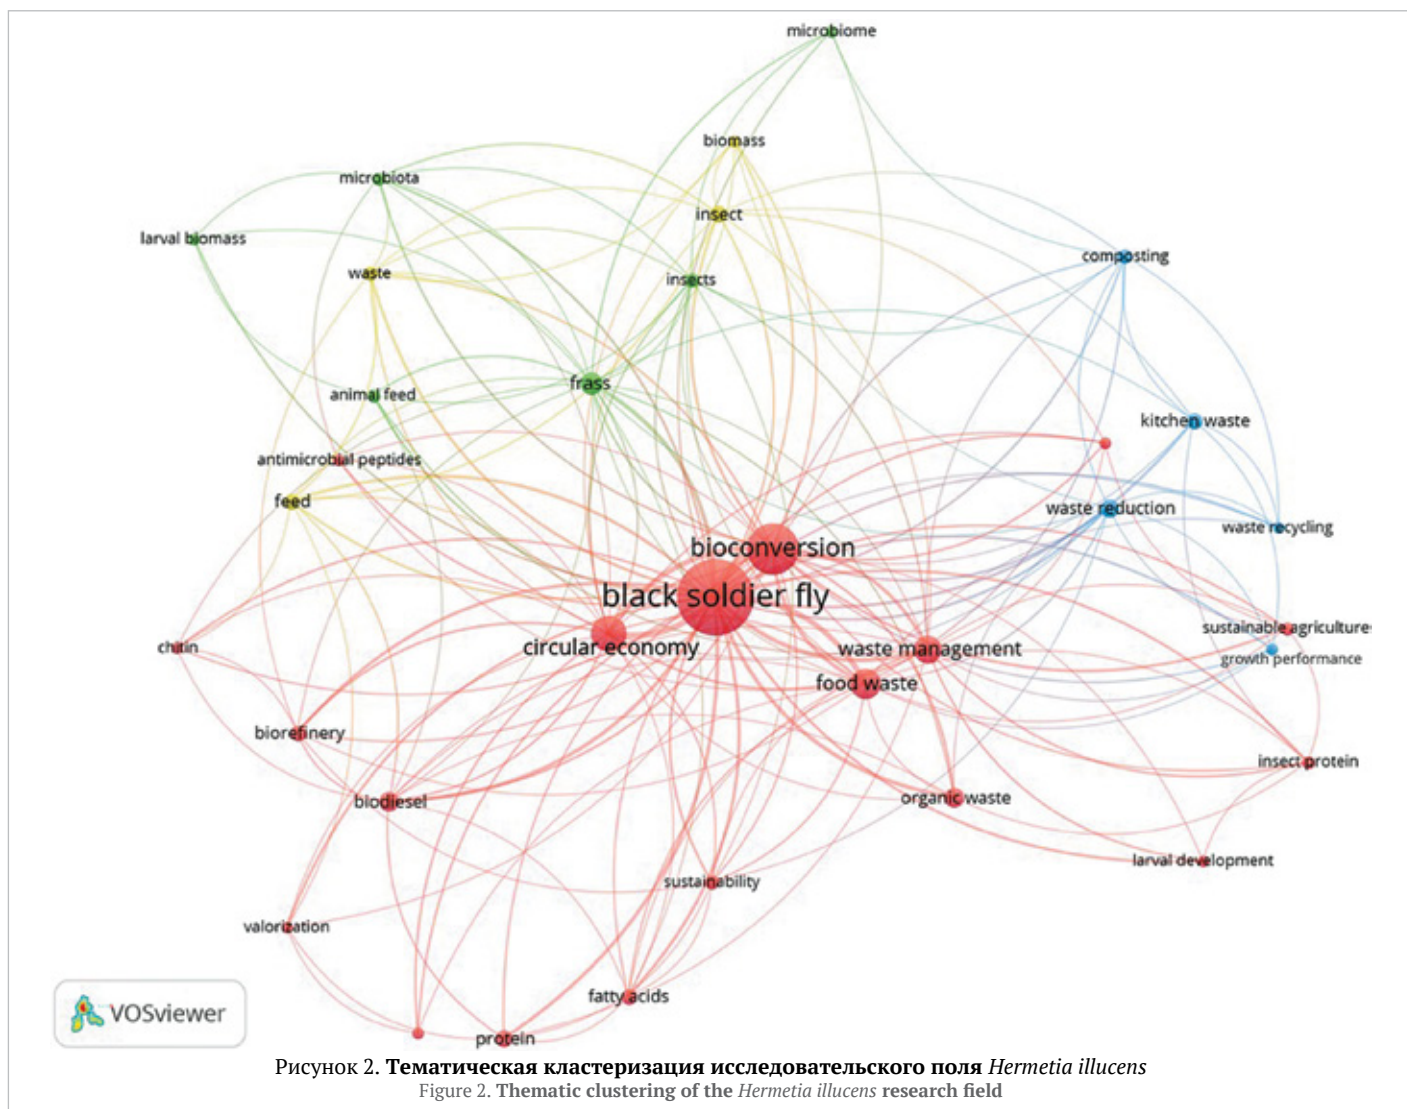 microbiome
biomass
microbiota
insect
larval biomass
composting
waste
insects
frass
animal feed
kitchen waste
antimicrobial peptides
feed
waste reduction
waste recycling
bioconversion
black soldier fly
sustainable agriculture
circular economy
waste management
chitin
growth performance
food waste
biorefinery
insect protein
biodiesel
organic waste
larval development
sustainability
valorization
fatty acids
VOSviewer
protein
Рисунок 2. Тематическая кластеризация исследовательского поля Hermetia illucens
Figure 2. Thematic clustering of the Hermetia illucens research field